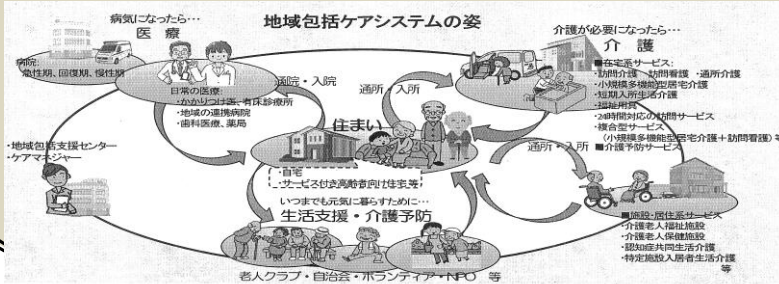 地域包括ケアシステムの姿
病気になったら…
医 療
病院:
急性期、回復期、慢性期
日常の医療:
・かかりつけ医、有床診療所
・地域の連携病院
・歯科医療、薬局
通院・入院
通所・入所
介護が必要になったら…
介 護
■在宅系サービス:
・訪問介護 ・訪問看護 ・通所介護
・小規模多機能型居宅介護
・短期入所生活介護
・福祉用具
・24時間対応の訪問サービス
・複合型サービス
(小規模多機能型居宅介護+訪問看護) 等
■介護予防サービス
・地域包括支援センター
・ケアマネジャー
住まい
・自宅
・サービス付き高齢者向け住宅等
通所・入所
■施設・居住系サービス
・介護老人福祉施設
・介護老人保健施設
・認知症共同生活介護
・特定施設入居者生活介護
等
いつまでも元気に暮らすために…
生活支援・介護予防
老人クラブ・自治会・ボランティア・NPO 等